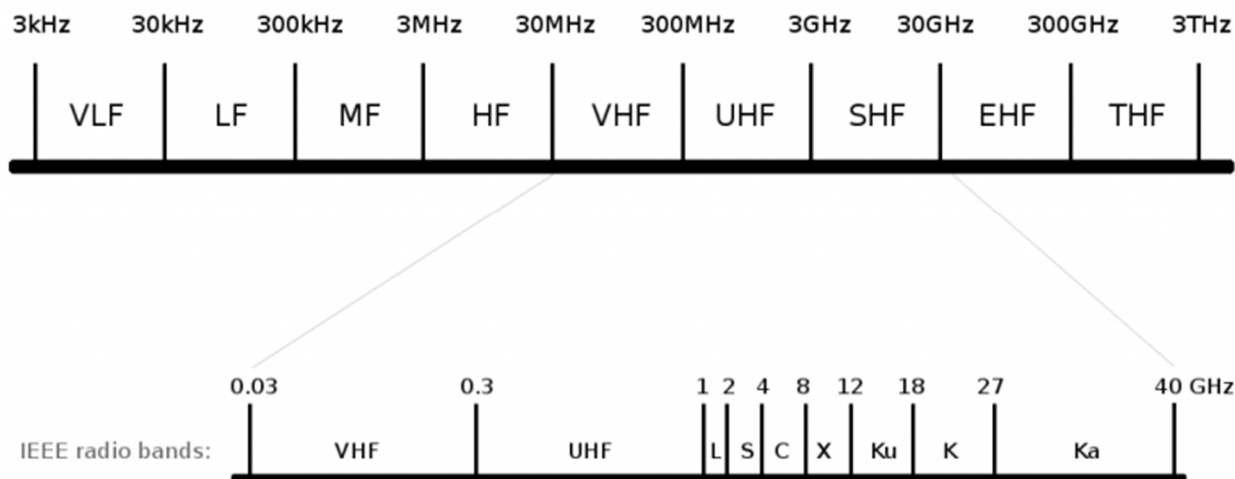 3kHz 30kHz 300kHz 3MHz 30MHz 300MHz 3GHz 30GHz 300GHz 3THz
VLF LF MF HF VHF UHF SHF EHF THF
0.03 0.3 1 2 4 8 12 18 27 40 GHz
IEEE radio bands: VHF UHF L S C X Ku K Ka